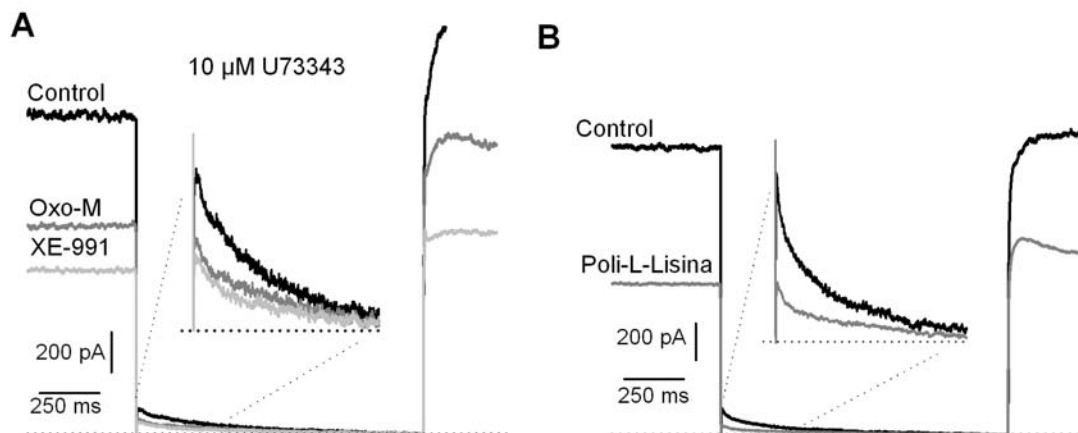 A
10 µM U73343
Control
Oxo-M
XE-991
200 pA
250 ms
B
Control
Poli-L-Lisina
200 pA
250 ms